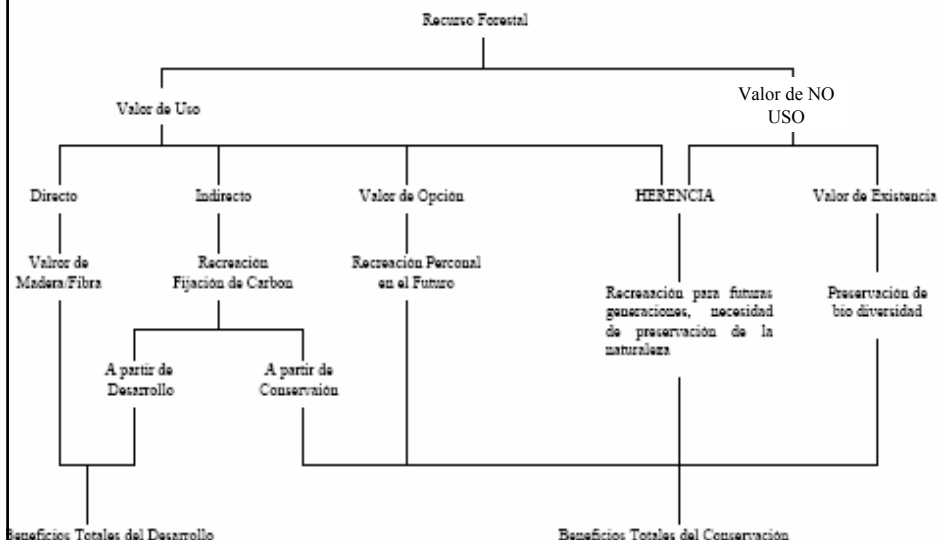 Recurso Forestal
Valor de Uso
Valor de NO
USO
Directo
Indirecto
Valor de Opción
HERENCIA
Valor de Existencia
Valror de
Madera/Fibra
Recreación
Fijación de Carbon
Recreación Perconal
en el Futuro
Recreaación para futuras
generaciones, necesidad
de preservación de la
naturaleza
Preservación de
bio diversidad
A partir de
Desarrollo
A partir de
Conservaión
Beneficios Totales del Desarrollo
Beneficios Totales del Conservación